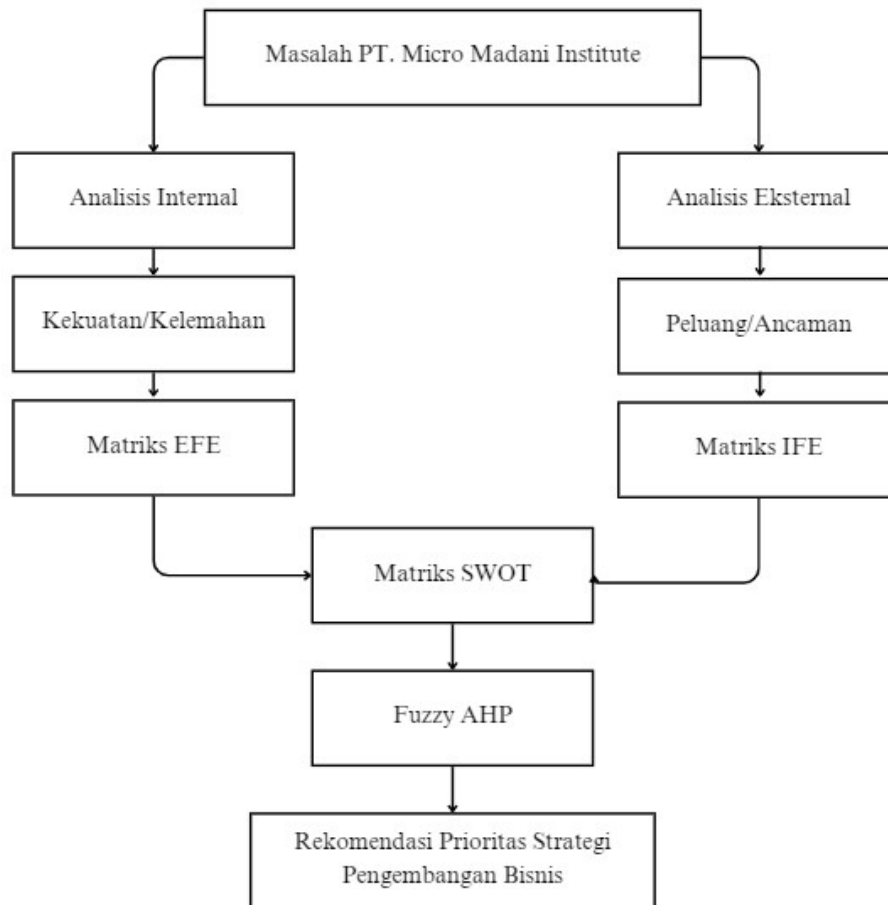 Masalah PT. Micro Madani Institute
Analisis Internal
Analisis Eksternal
Kekuatan/Kelemahan
Peluang/Ancaman
Matriks EFE
Matriks IFE
Matriks SWOT
Fuzzy AHP
Rekomendasi Prioritas Strategi
Pengembangan Bisnis